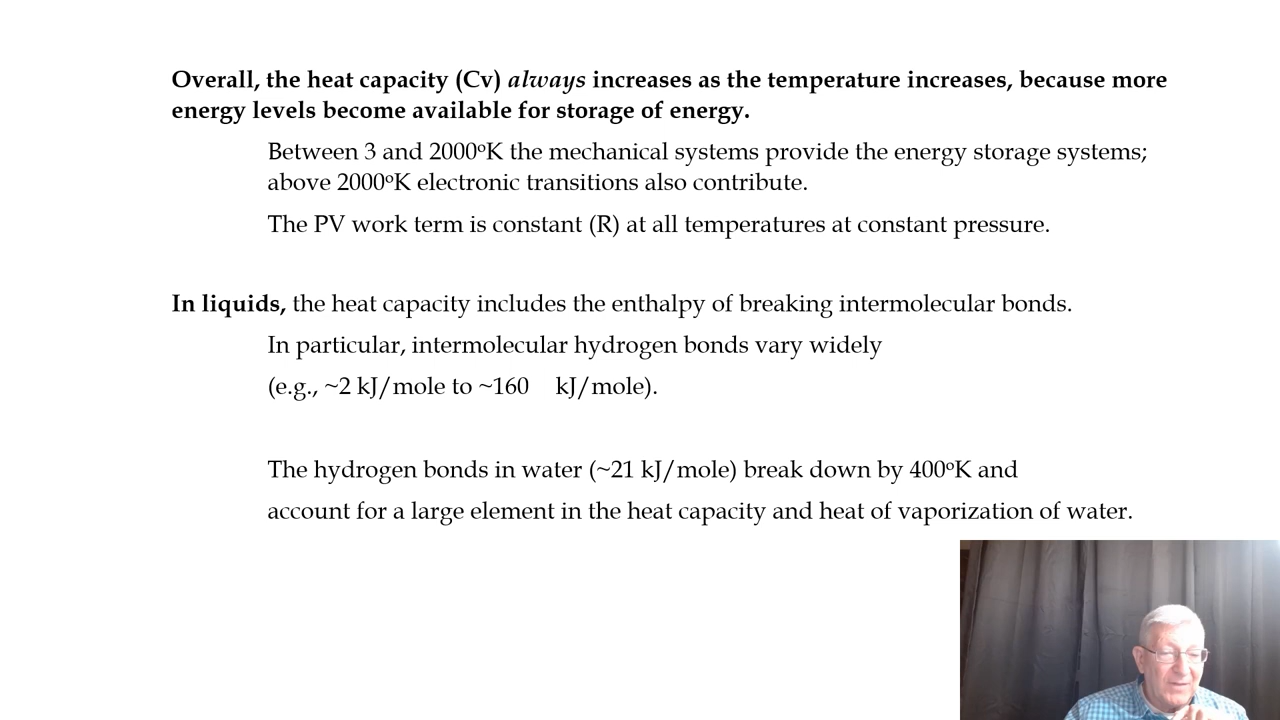 Overall, the heat capacity (Cv) always increases as the temperature increases, because more
energy levels become available for storage of energy.
Between 3 and 2000ºK the mechanical systems provide the energy storage systems;
above 2000ºK electronic transitions also contribute.
The PV work term is constant (R) at all temperatures at constant pressure.
In liquids, the heat capacity includes the enthalpy of breaking intermolecular bonds.
In particular, intermolecular hydrogen bonds vary widely
(e.g., ~2 kJ/mole to ~160 kJ/mole).
The hydrogen bonds in water (~21 kJ/mole) break down by 400ºK and
account for a large element in the heat capacity and heat of vaporization of water.